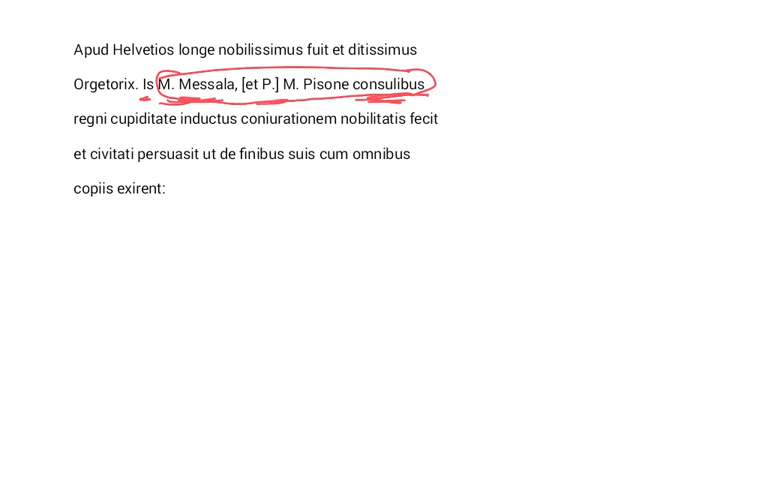 Apud Helvetios longe nobilissimus fuit et ditissimus
Orgetorix. Is M. Messala, [et P.] M. Pisone consulibus
regni cupiditate inductus coniurationem nobilitatis fecit
et civitati persuasit ut de finibus suis cum omnibus
copiis exirent: